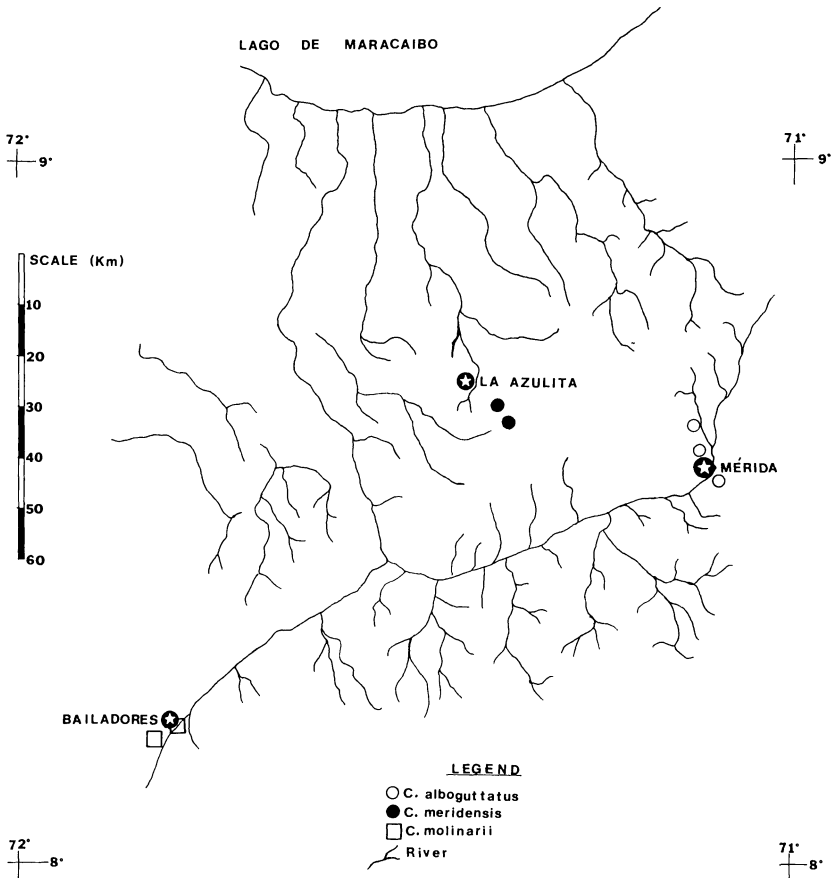 LAGO DE MARACAIBO
72°
9°
71°
9°
SCALE (Km)
10
20
30
40
50
60
LA AZULITA
MÉRIDA
BAILADORES
LEGEND
C. alboguttatus
C. meridensis
C. molinarii
River
72°
8°
71°
8°